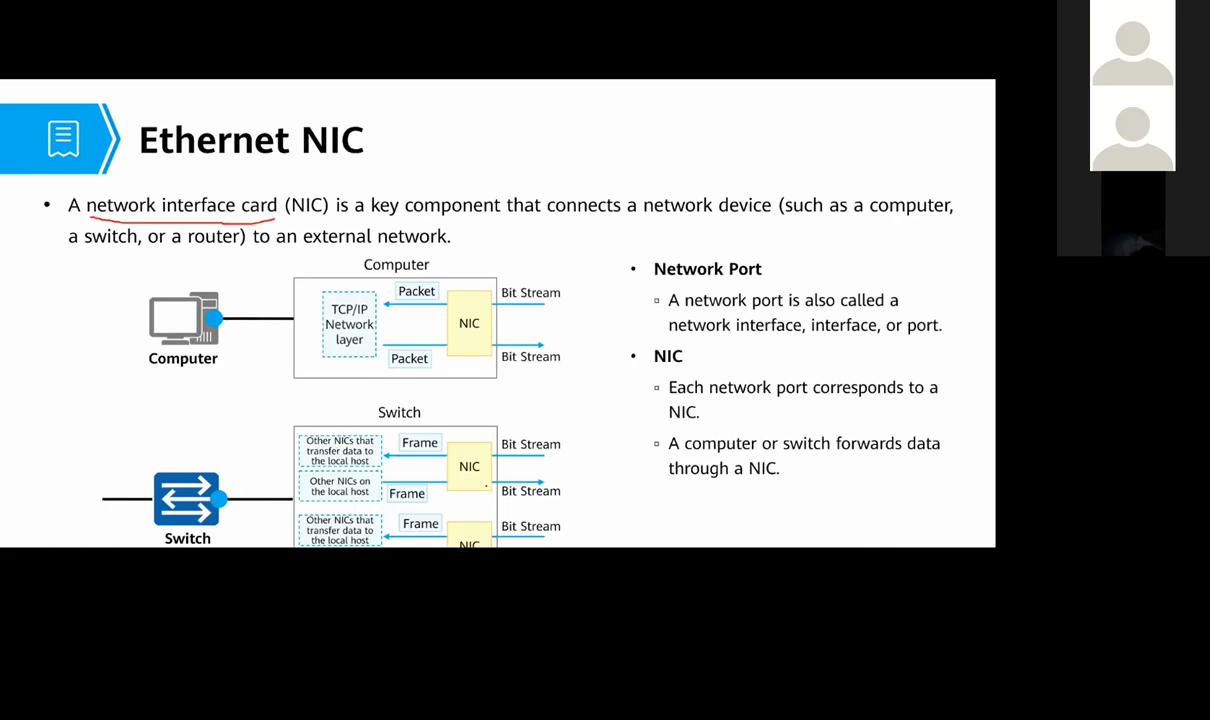 Ethernet NIC
• A network interface card (NIC) is a key component that connects a network device (such as a computer,
a switch, or a router) to an external network.
Computer
Packet
Bit Stream
TCP/IP
Network
layer
NIC
Packet
Bit Stream
Computer
Switch
Other NICs that
transfer data to
the local host
Frame
Bit Stream
NIC
Other NICs on
the local host
Frame
Bit Stream
Other NICs that
transfer data to
the local host
Frame
Bit Stream
NIC
Switch
• Network Port
▫ A network port is also called a
network interface, interface, or port.
• NIC
▫ Each network port corresponds to a
NIC.
▫ A computer or switch forwards data
through a NIC.